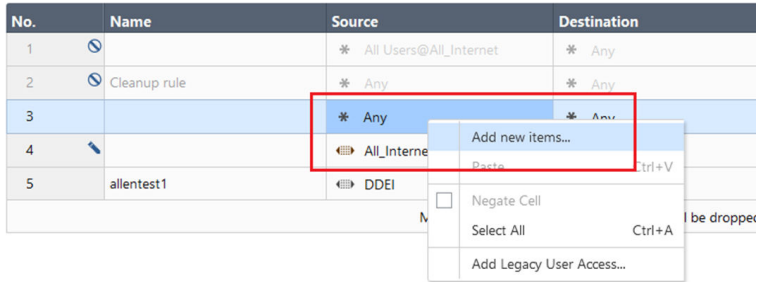 No. Name Source Destination
1 All Users@All_Internet Any
2 Cleanup rule Any Any
3 Any Any
Add new items...
4 All_Interne
Paste Ctrl+V
5 allentest1 DDEI
Negate Cell
M l be dropped
Select All Ctrl+A
Add Legacy User Access...